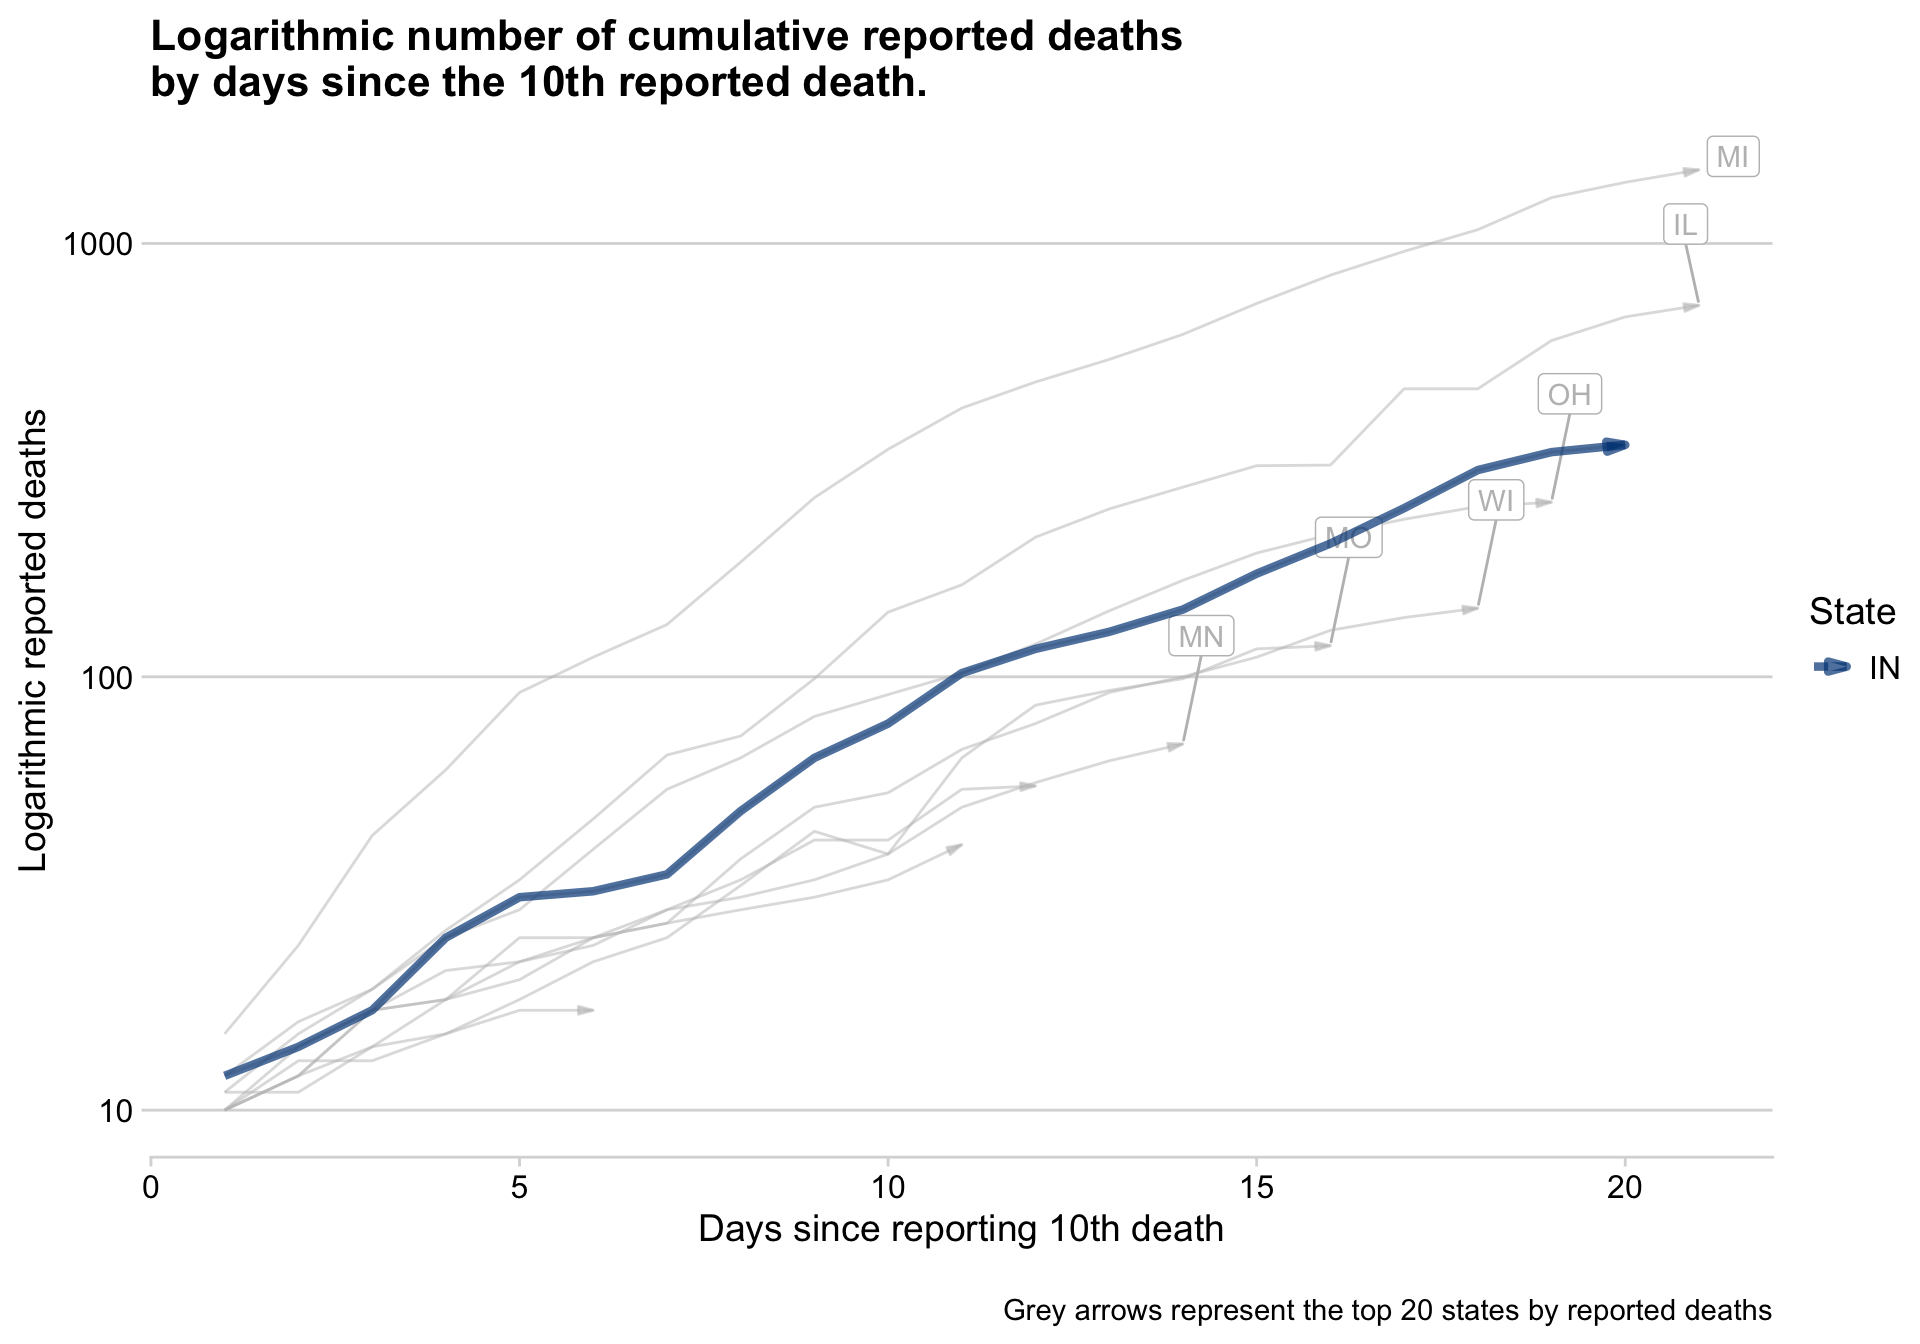 Logarithmic number of cumulative reported deaths
by days since the 10th reported death.
MI
IL
1000
OH
WI
MO
MN
100
10
Logarithmic reported deaths
State
IN
0 5 10 15 20
Days since reporting 10th death
Grey arrows represent the top 20 states by reported deaths